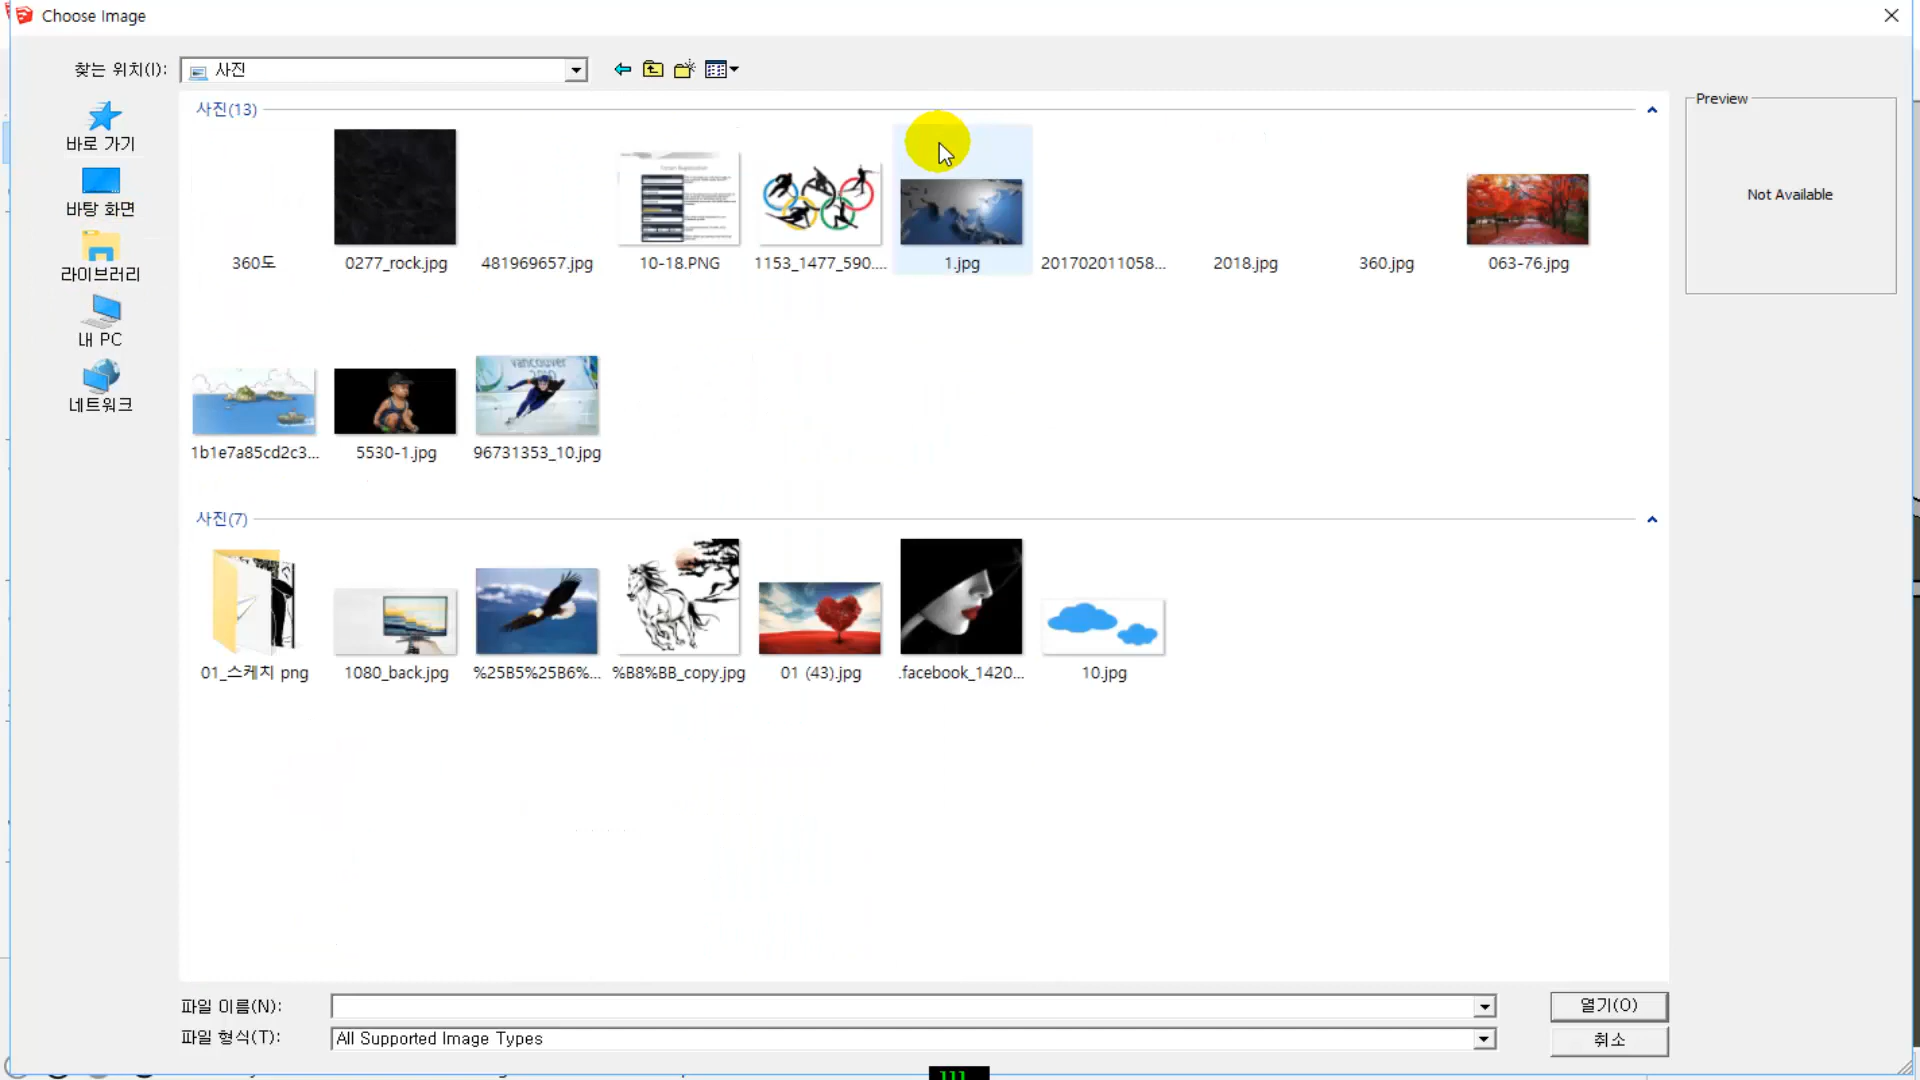 Choose Image
찾는 위치(I):
사진
바로 가기
바탕 화면
라이브러리
내 PC
네트워크
사진(13)
360도
0277_rock.jpg
481969657.jpg
10-18.PNG
1153_1477_590....
1.jpg
201702011058...
2018.jpg
360.jpg
063-76.jpg
1b1e7a85cd2c3...
5530-1.jpg
96731353_10.jpg
사진(7)
01_스케치 png
1080_back.jpg
%25B5%25B6%...
%B8%BB_copy.jpg
01 (43).jpg
.facebook_1420...
10.jpg
Preview
Not Available
파일 이름(N):
열기(O)
파일 형식(T):
All Supported Image Types
취소